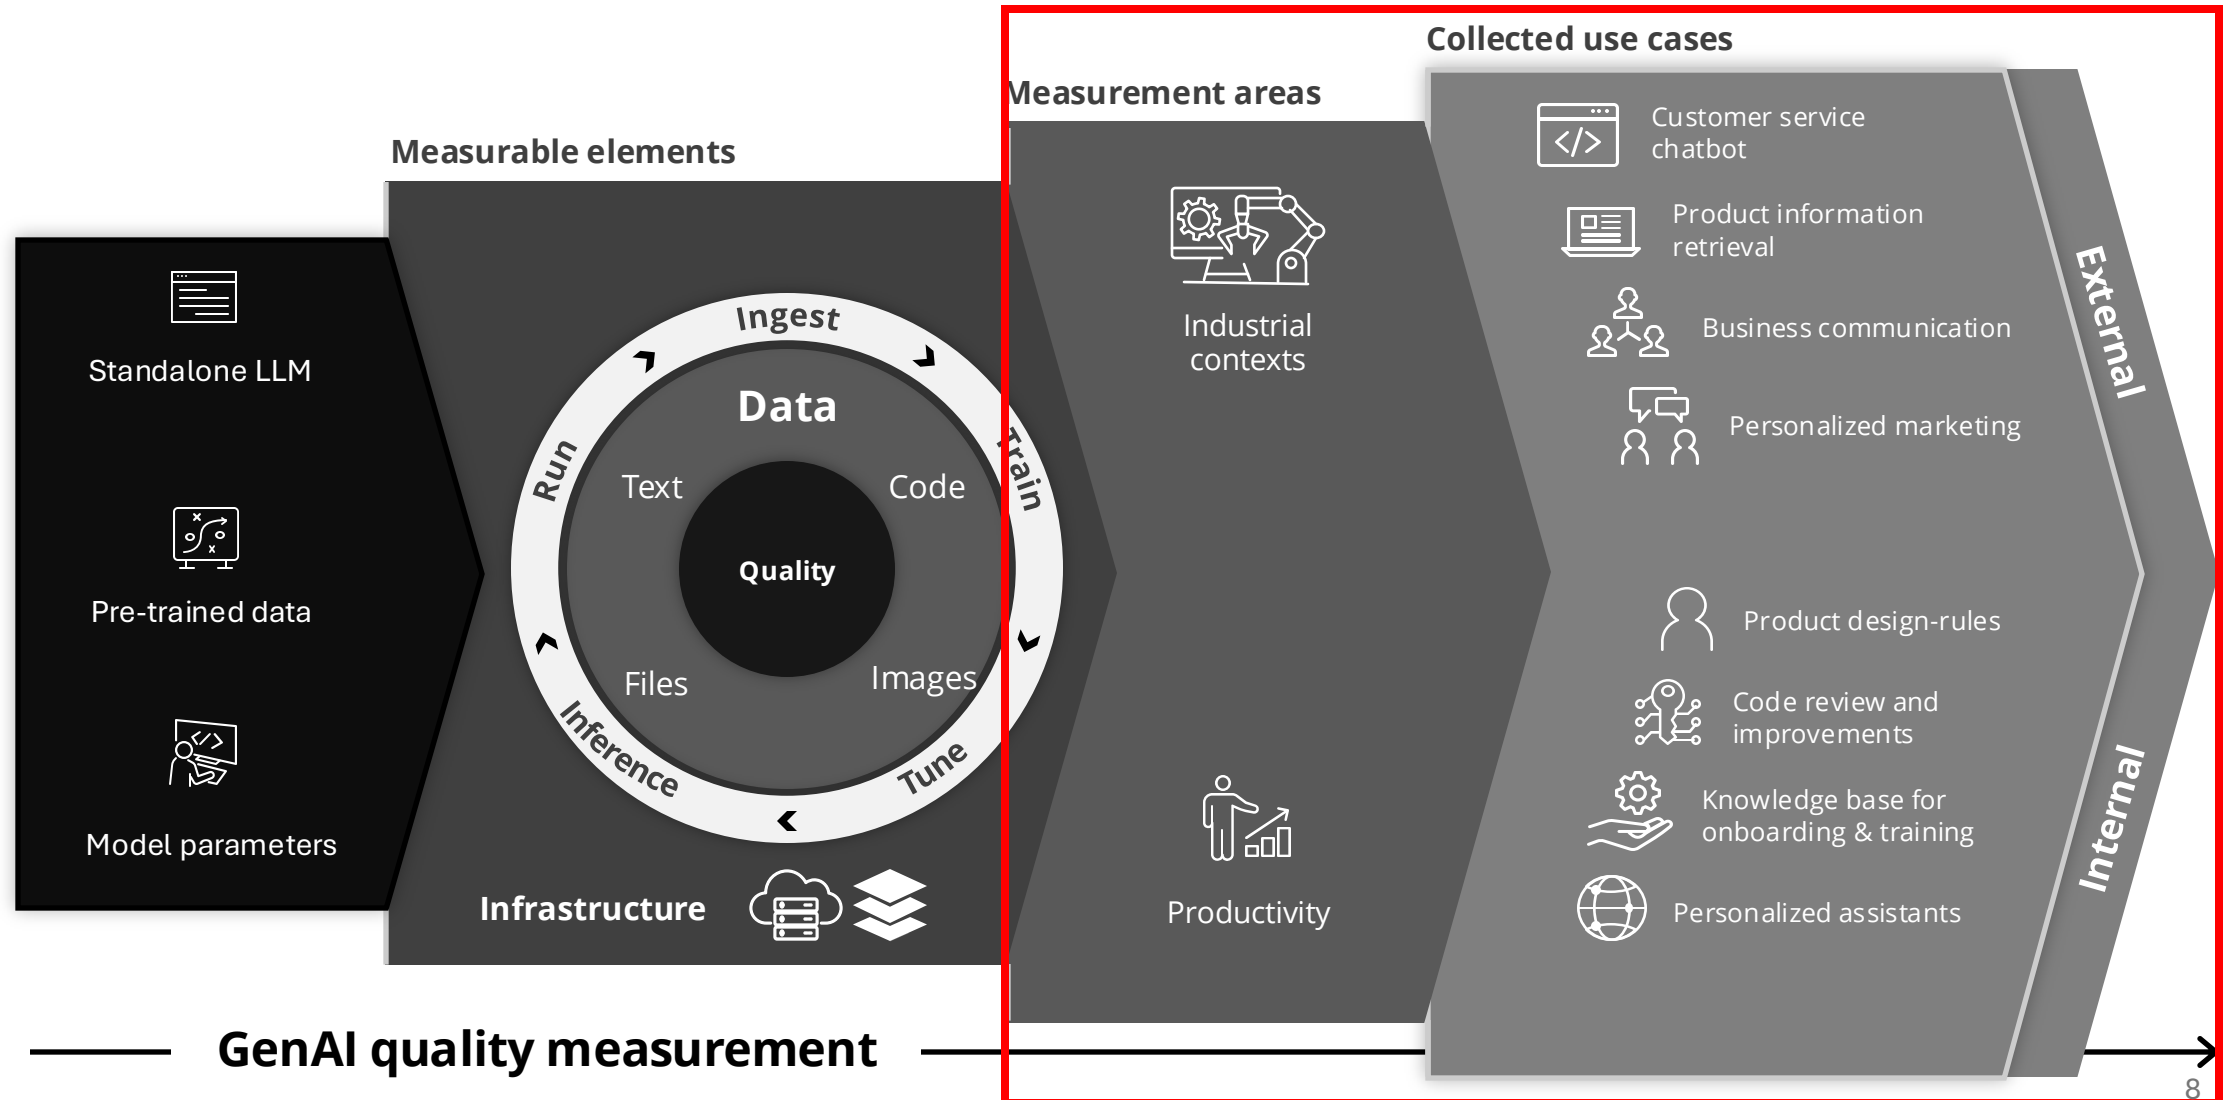 Collected use cases
Measurement areas
Measurable elements
Standalone LLM
Pre-trained data
Model parameters
Ingest
Train
Tune
Inference
Run
Data
Text
Code
Quality
Files
Images
Infrastructure
Industrial
contexts
Productivity
Customer service
chatbot
Product information
retrieval
Business communication
Personalized marketing
Product design-rules
Code review and
improvements
Knowledge base for
onboarding & training
Personalized assistants
External
Internal
GenAI quality measurement
8